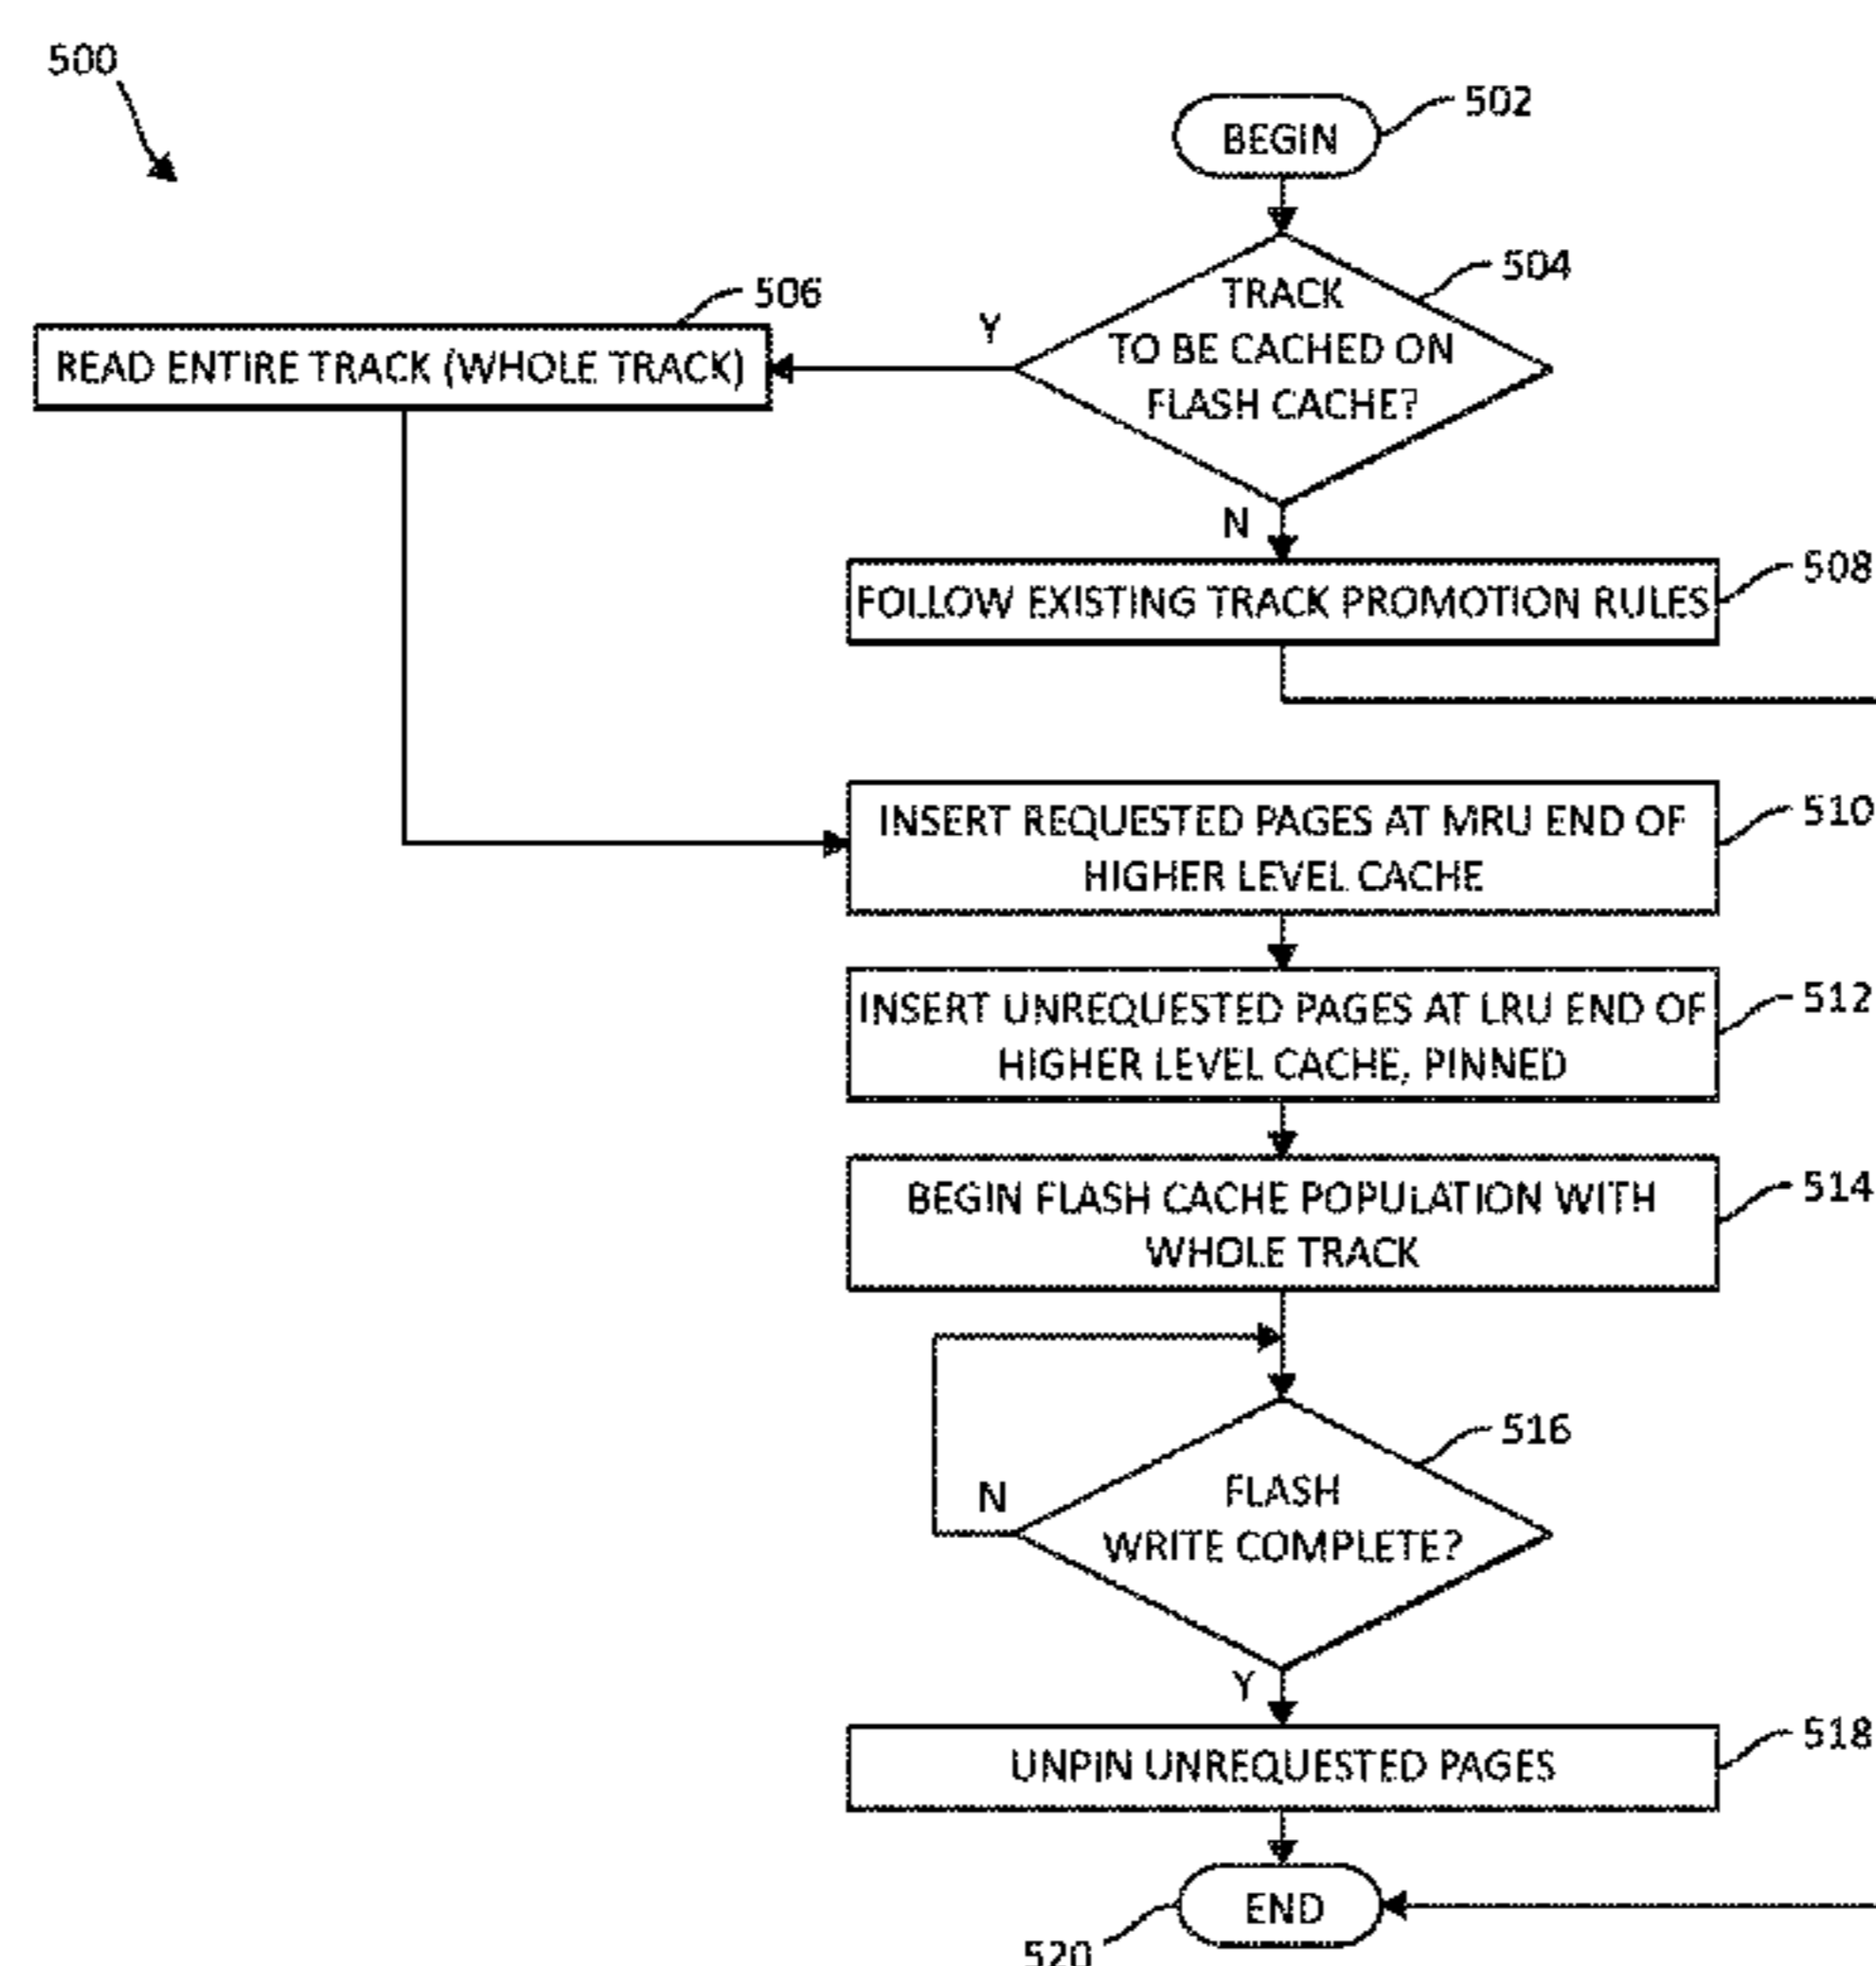 500
BEGIN
502
TRACK
TO BE CACHED ON
FLASH CACHE?
504
Y
506
READ ENTIRE TRACK (WHOLE TRACK)
N
FOLLOW EXISTING TRACK PROMOTION RULES
508
INSERT REQUESTED PAGES AT MRU END OF
HIGHER LEVEL CACHE
510
INSERT UNREQUESTED PAGES AT LRU END OF
HIGHER LEVEL CACHE, PINNED
512
BEGIN FLASH CACHE POPULATION WITH
WHOLE TRACK
514
FLASH
WRITE COMPLETE?
516
N
Y
UNPIN UNREQUESTED PAGES
518
END
520